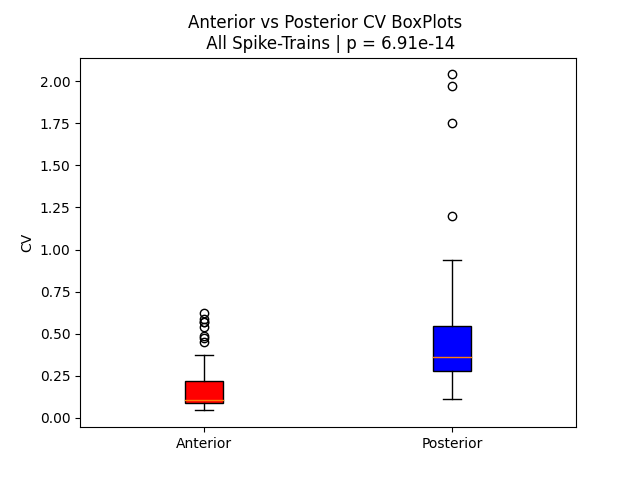 Anterior vs Posterior CV BoxPlots
All Spike-Trains | p = 6.91e-14
2.00
1.75
1.50
1.25
1.00
0.75
0.50
0.25
0.00
CV
Anterior
Posterior